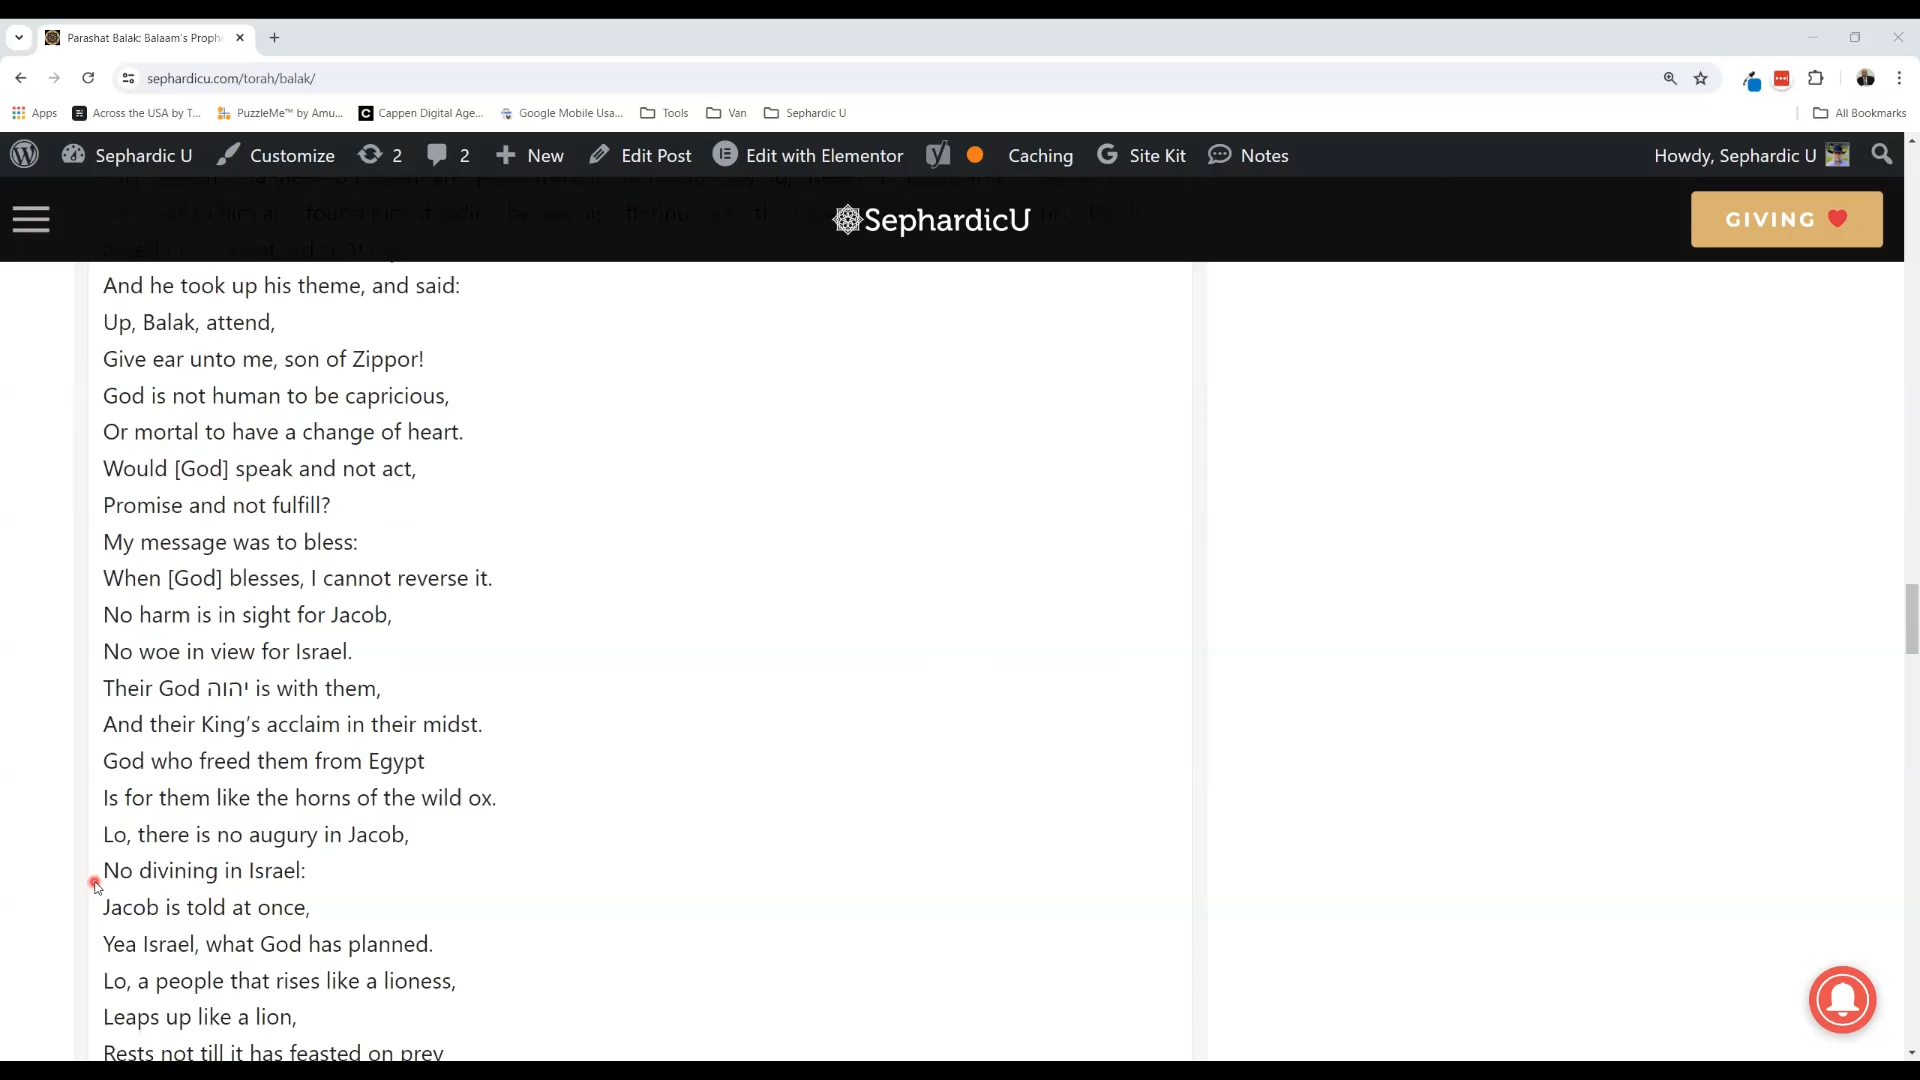 Parashat Balak: Balaam's Proph
sephardicu.com/torah/balak/
Apps
Across the USA by T...
PuzzleMe™ by Amu...
Cappen Digital Age...
Google Mobile Usa...
Tools
Van
Sephardic U
All Bookmarks
Sephardic U
Customize
2
2
New
Edit Post
Edit with Elementor
Caching
Site Kit
Notes
Howdy, Sephardic U
SephardicU
GIVING
And he took up his theme, and said:
Up, Balak, attend,
Give ear unto me, son of Zippor!
God is not human to be capricious,
Or mortal to have a change of heart.
Would [God] speak and not act,
Promise and not fulfill?
My message was to bless:
When [God] blesses, I cannot reverse it.
No harm is in sight for Jacob,
No woe in view for Israel.
Their God יהוה is with them,
And their King's acclaim in their midst.
God who freed them from Egypt
Is for them like the horns of the wild ox.
Lo, there is no augury in Jacob,
No divining in Israel:
Jacob is told at once,
Yea Israel, what God has planned.
Lo, a people that rises like a lioness,
Leaps up like a lion,
Rests not till it has feasted on prey